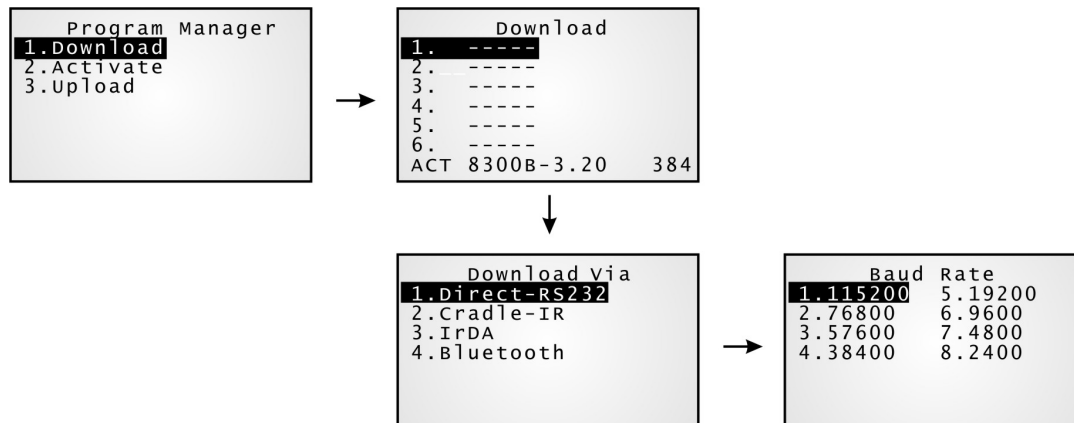 Program Manager
1.Download
2.Activate
3.Upload
Download
1. -----
2. -----
3. -----
4. -----
5. -----
6. -----
ACT 8300B-3.20 384
Download Via
1.Direct-RS232
2.Cradle-IR
3.IrDA
4.Bluetooth
Baud Rate
1.115200 5.19200
2.76800 6.9600
3.57600 7.4800
4.38400 8.2400